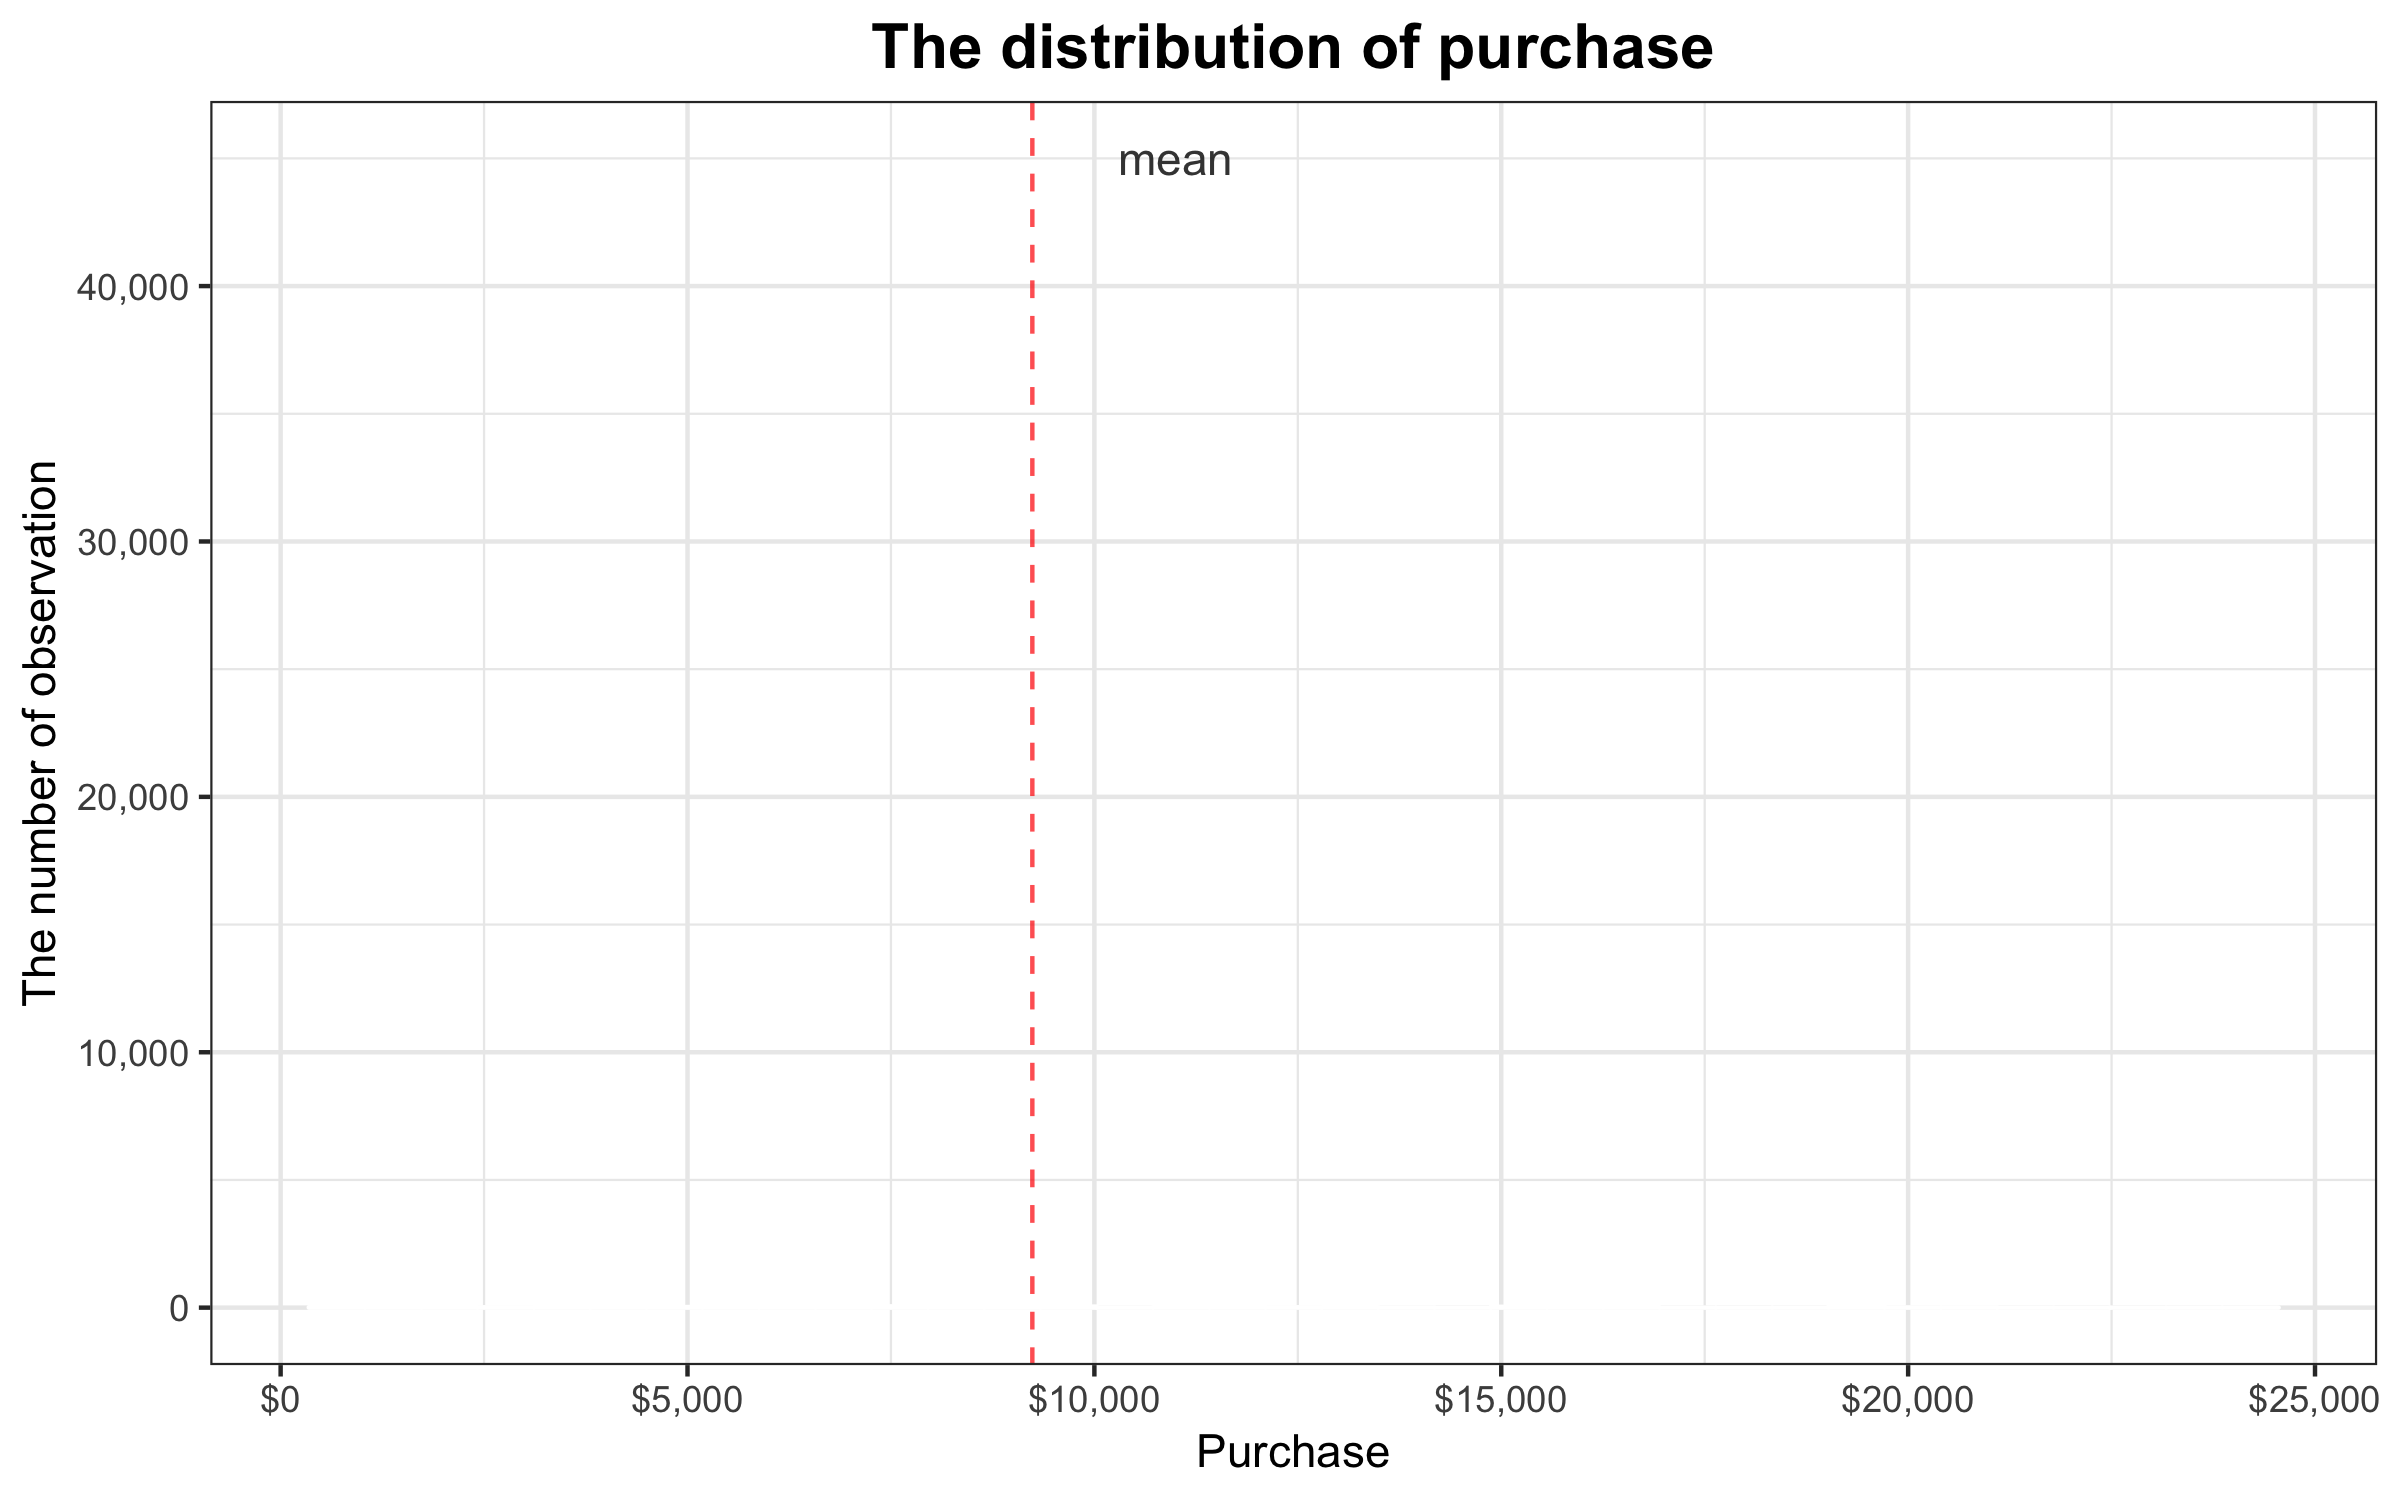 The distribution of purchase
mean
The number of observation
40,000
30,000
20,000
10,000
0
$0
$5,000
$10,000
$15,000
$20,000
$25,000
Purchase